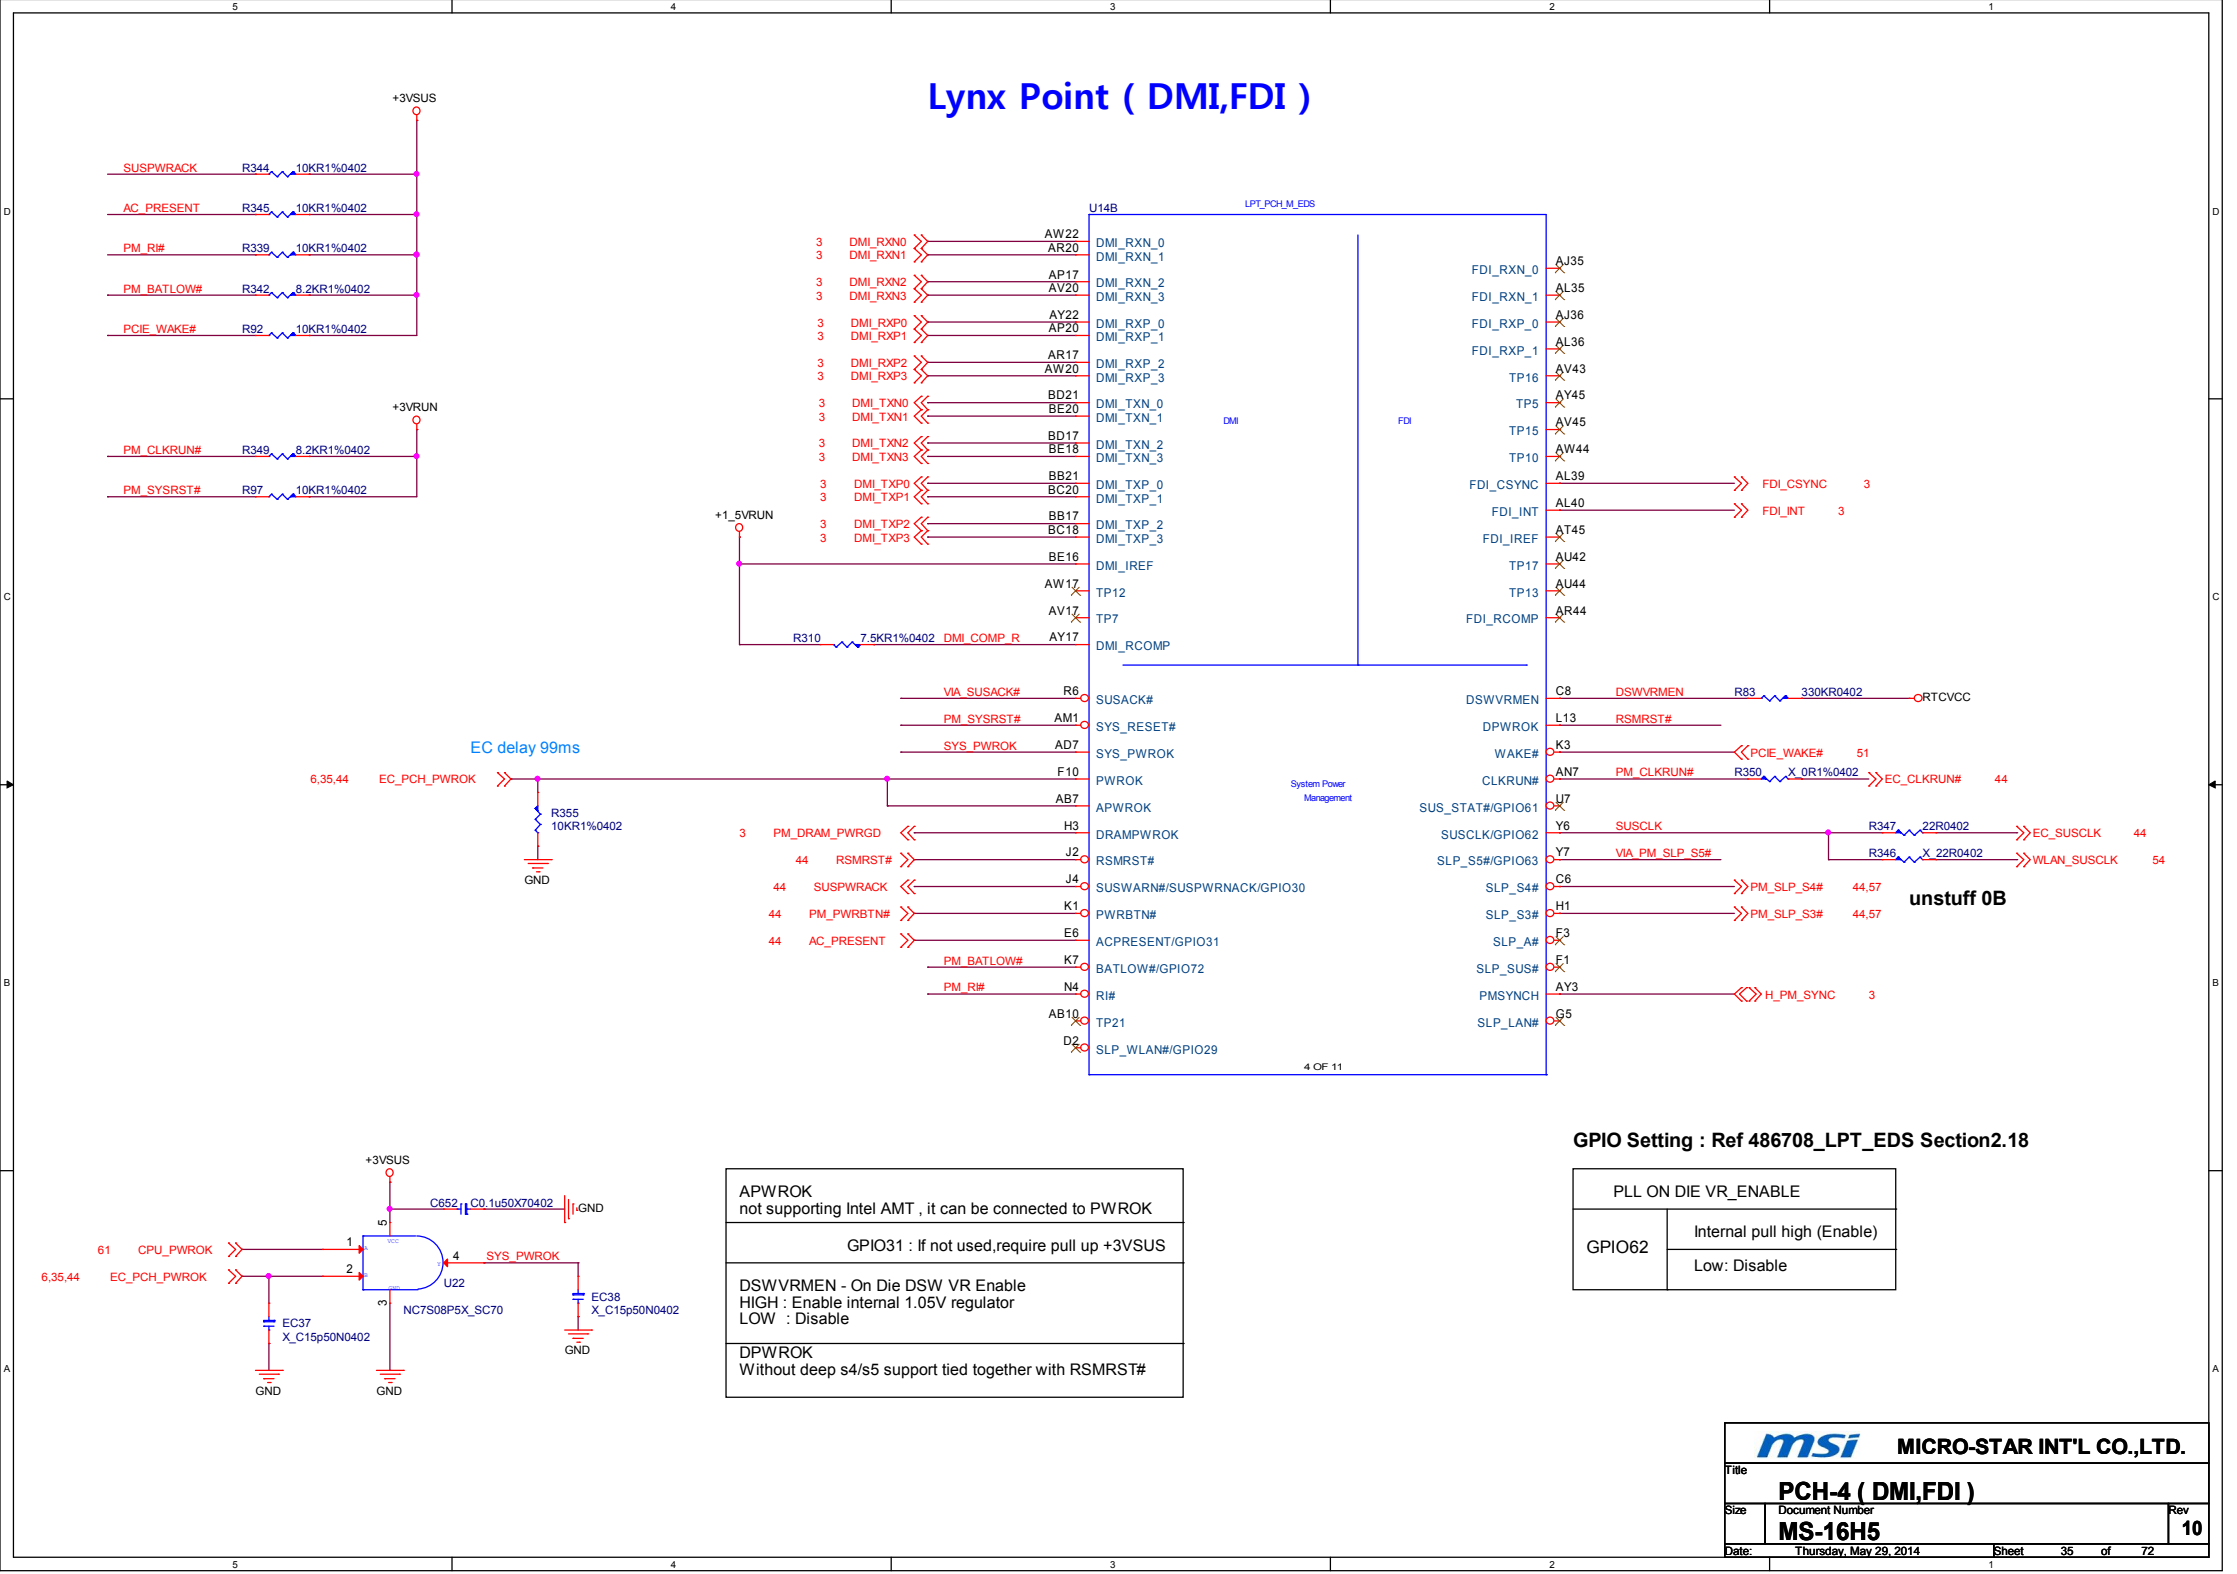 5 4 3 2 1
Lynx Point ( DMI,FDI )
+3VSUS
SUSPWRACK R344 10KR1%0402
AC_PRESENT R345 10KR1%0402
PM_RI# R339 10KR1%0402
PM_BATLOW# R342 8.2KR1%0402
PCIE_WAKE# R92 10KR1%0402
+3VRUN
PM_CLKRUN# R349 8.2KR1%0402
PM_SYSRST# R97 10KR1%0402
U14B LPT_PCH_M_EDS
3 DMI_RXN0 AW22 DMI_RXN_0
3 DMI_RXN1 AR20 DMI_RXN_1
3 DMI_RXN2 AP17 DMI_RXN_2
3 DMI_RXN3 AV20 DMI_RXN_3
3 DMI_RXP0 AY22 DMI_RXP_0
3 DMI_RXP1 AP20 DMI_RXP_1
3 DMI_RXP2 AR17 DMI_RXP_2
3 DMI_RXP3 AW20 DMI_RXP_3
3 DMI_TXN0 BD21 DMI_TXN_0
3 DMI_TXN1 BE20 DMI_TXN_1
3 DMI_TXN2 BD17 DMI_TXN_2
3 DMI_TXN3 BE18 DMI_TXN_3
3 DMI_TXP0 BB21 DMI_TXP_0
3 DMI_TXP1 BC20 DMI_TXP_1
3 DMI_TXP2 BB17 DMI_TXP_2
3 DMI_TXP3 BC18 DMI_TXP_3
+1_5VRUN
BE16 DMI_IREF
AW17 TP12
AV17 TP7
R310 7.5KR1%0402 DMI_COMP_R AY17 DMI_RCOMP
DMI FDI
FDI_RXN_0 AJ35
FDI_RXN_1 AL35
FDI_RXP_0 AJ36
FDI_RXP_1 AL36
TP16 AV43
TP5 AY45
TP15 AV45
TP10 AW44
FDI_CSYNC AL39 FDI_CSYNC 3
FDI_INT AL40 FDI_INT 3
FDI_IREF AT45
TP17 AU42
TP13 AU44
FDI_RCOMP AR44
VIA_SUSACK# R6 SUSACK#
PM_SYSRST# AM1 SYS_RESET#
SYS_PWROK AD7 SYS_PWROK
EC delay 99ms
6,35,44 EC_PCH_PWROK F10 PWROK
AB7 APWROK
R355
10KR1%0402
GND
3 PM_DRAM_PWRGD H3 DRAMPWROK
44 RSMRST# J2 RSMRST#
44 SUSPWRACK J4 SUSWARN#/SUSPWRNACK/GPIO30
44 PM_PWRBTN# K1 PWRBTN#
44 AC_PRESENT E6 ACPRESENT/GPIO31
PM_BATLOW# K7 BATLOW#/GPIO72
PM_RI# N4 RI#
AB10 TP21
D2 SLP_WLAN#/GPIO29
System Power
Management
DSWVRMEN C8 DSWVRMEN R83 330KR0402 RTCVCC
DPWROK L13 RSMRST#
WAKE# K3 PCIE_WAKE# 51
CLKRUN# AN7 PM_CLKRUN# R350 X_0R1%0402 EC_CLKRUN# 44
SUS_STAT#/GPIO61 U7
SUSCLK/GPIO62 Y6 SUSCLK R347 22R0402 EC_SUSCLK 44
SLP_S5#/GPIO63 Y7 VIA_PM_SLP_S5# R346 X_22R0402 WLAN_SUSCLK 54
SLP_S4# C6 PM_SLP_S4# 44,57
unstuff 0B
SLP_S3# H1 PM_SLP_S3# 44,57
SLP_A# F3
SLP_SUS# F1
PMSYNCH AY3 H_PM_SYNC 3
SLP_LAN# G5
4 OF 11
+3VSUS
C652 C0.1u50X70402 GND
5
VCC
61 CPU_PWROK 1 A
6,35,44 EC_PCH_PWROK 2 B
4 SYS_PWROK
Y
U22
GND
3
NC7S08P5X_SC70
EC37
X_C15p50N0402
EC38
X_C15p50N0402
GND
GND
GND
APWROK
not supporting Intel AMT , it can be connected to PWROK
GPIO31 : If not used,require pull up +3VSUS
DSWVRMEN - On Die DSW VR Enable
HIGH : Enable internal 1.05V regulator
LOW : Disable
DPWROK
Without deep s4/s5 support tied together with RSMRST#
GPIO Setting : Ref 486708_LPT_EDS Section2.18
PLL ON DIE VR_ENABLE
GPIO62 Internal pull high (Enable)
Low: Disable
msi MICRO-STAR INT'L CO.,LTD.
Title
PCH-4 ( DMI,FDI )
Size Document Number Rev
MS-16H5 10
Date: Thursday, May 29, 2014 Sheet 35 of 72
D D
C C
B B
A A
5 4 3 2 1